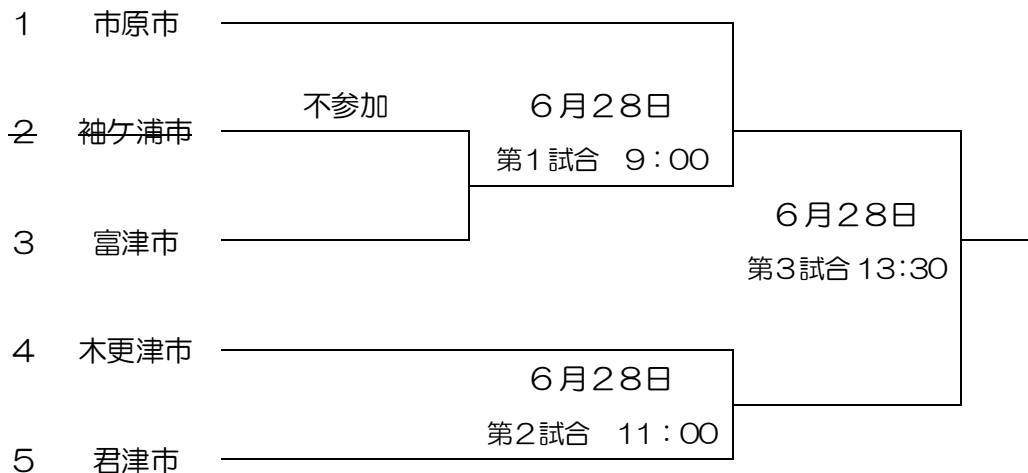 １　市原市
不参加
６月２８日
２　袖ケ浦市
第１試合　９：００
６月２８日
３　富津市
第３試合 １３：３０
４　木更津市
６月２８日
第２試合　１１：００
５　君津市